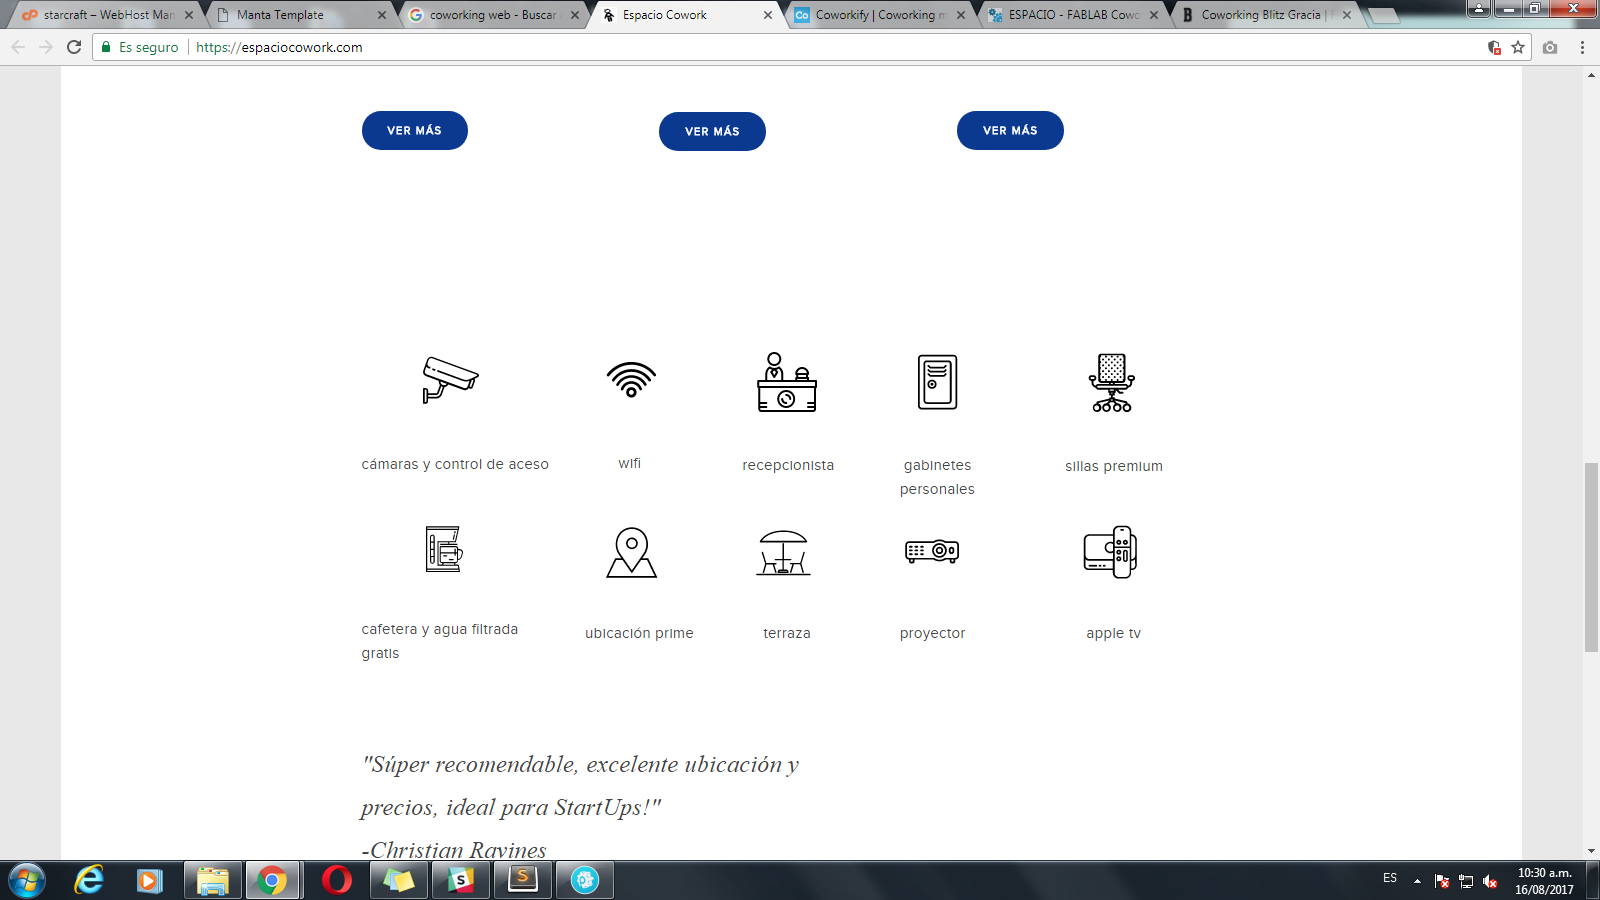 starcraft – WebHost Man
Manta Template
coworking web - Buscar
Espacio Cowork
Coworkify | Coworking m
ESPACIO - FABLAB Cowo
Coworking Blitz Gracia |
Es seguro
https://espaciocowork.com
VER MÁS
VER MÁS
VER MÁS
cámaras y control de aceso
wifi
recepcionista
gabinetes
personales
sillas premium
cafetera y agua filtrada
gratis
ubicación prime
terraza
proyector
apple tv
"Súper recomendable, excelente ubicación y
precios, ideal para StartUps!"
-Christian Ravines
ES
10:30 a.m.
16/08/2017